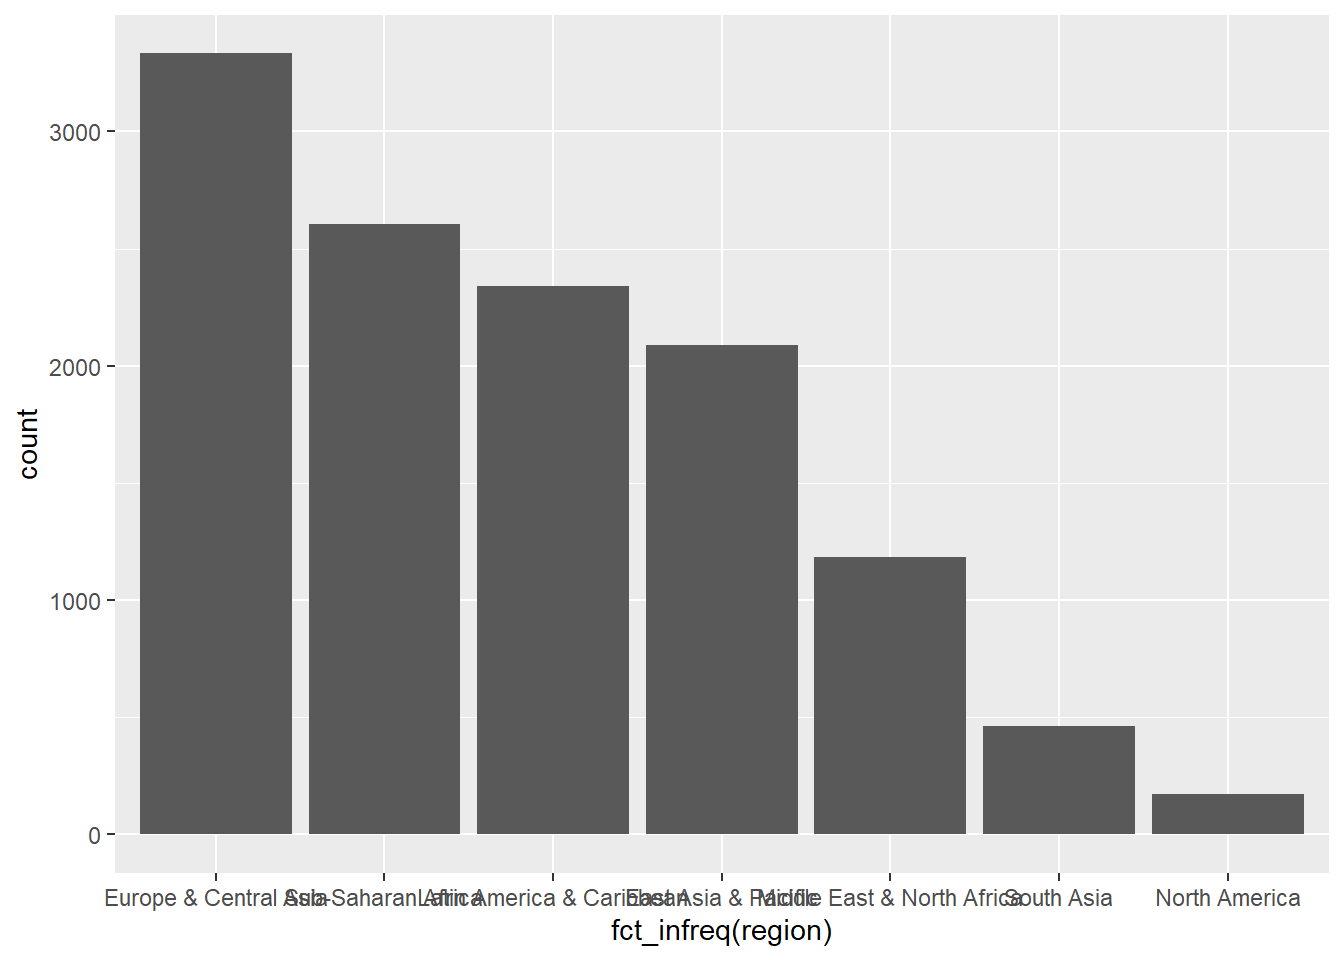 3000
2000
1000
0
count
Europe & Central Asia
Sub-Saharan Africa
Latin America & Caribbean
East Asia & Pacific
Middle East & North Africa
South Asia
North America
fct_infreq(region)